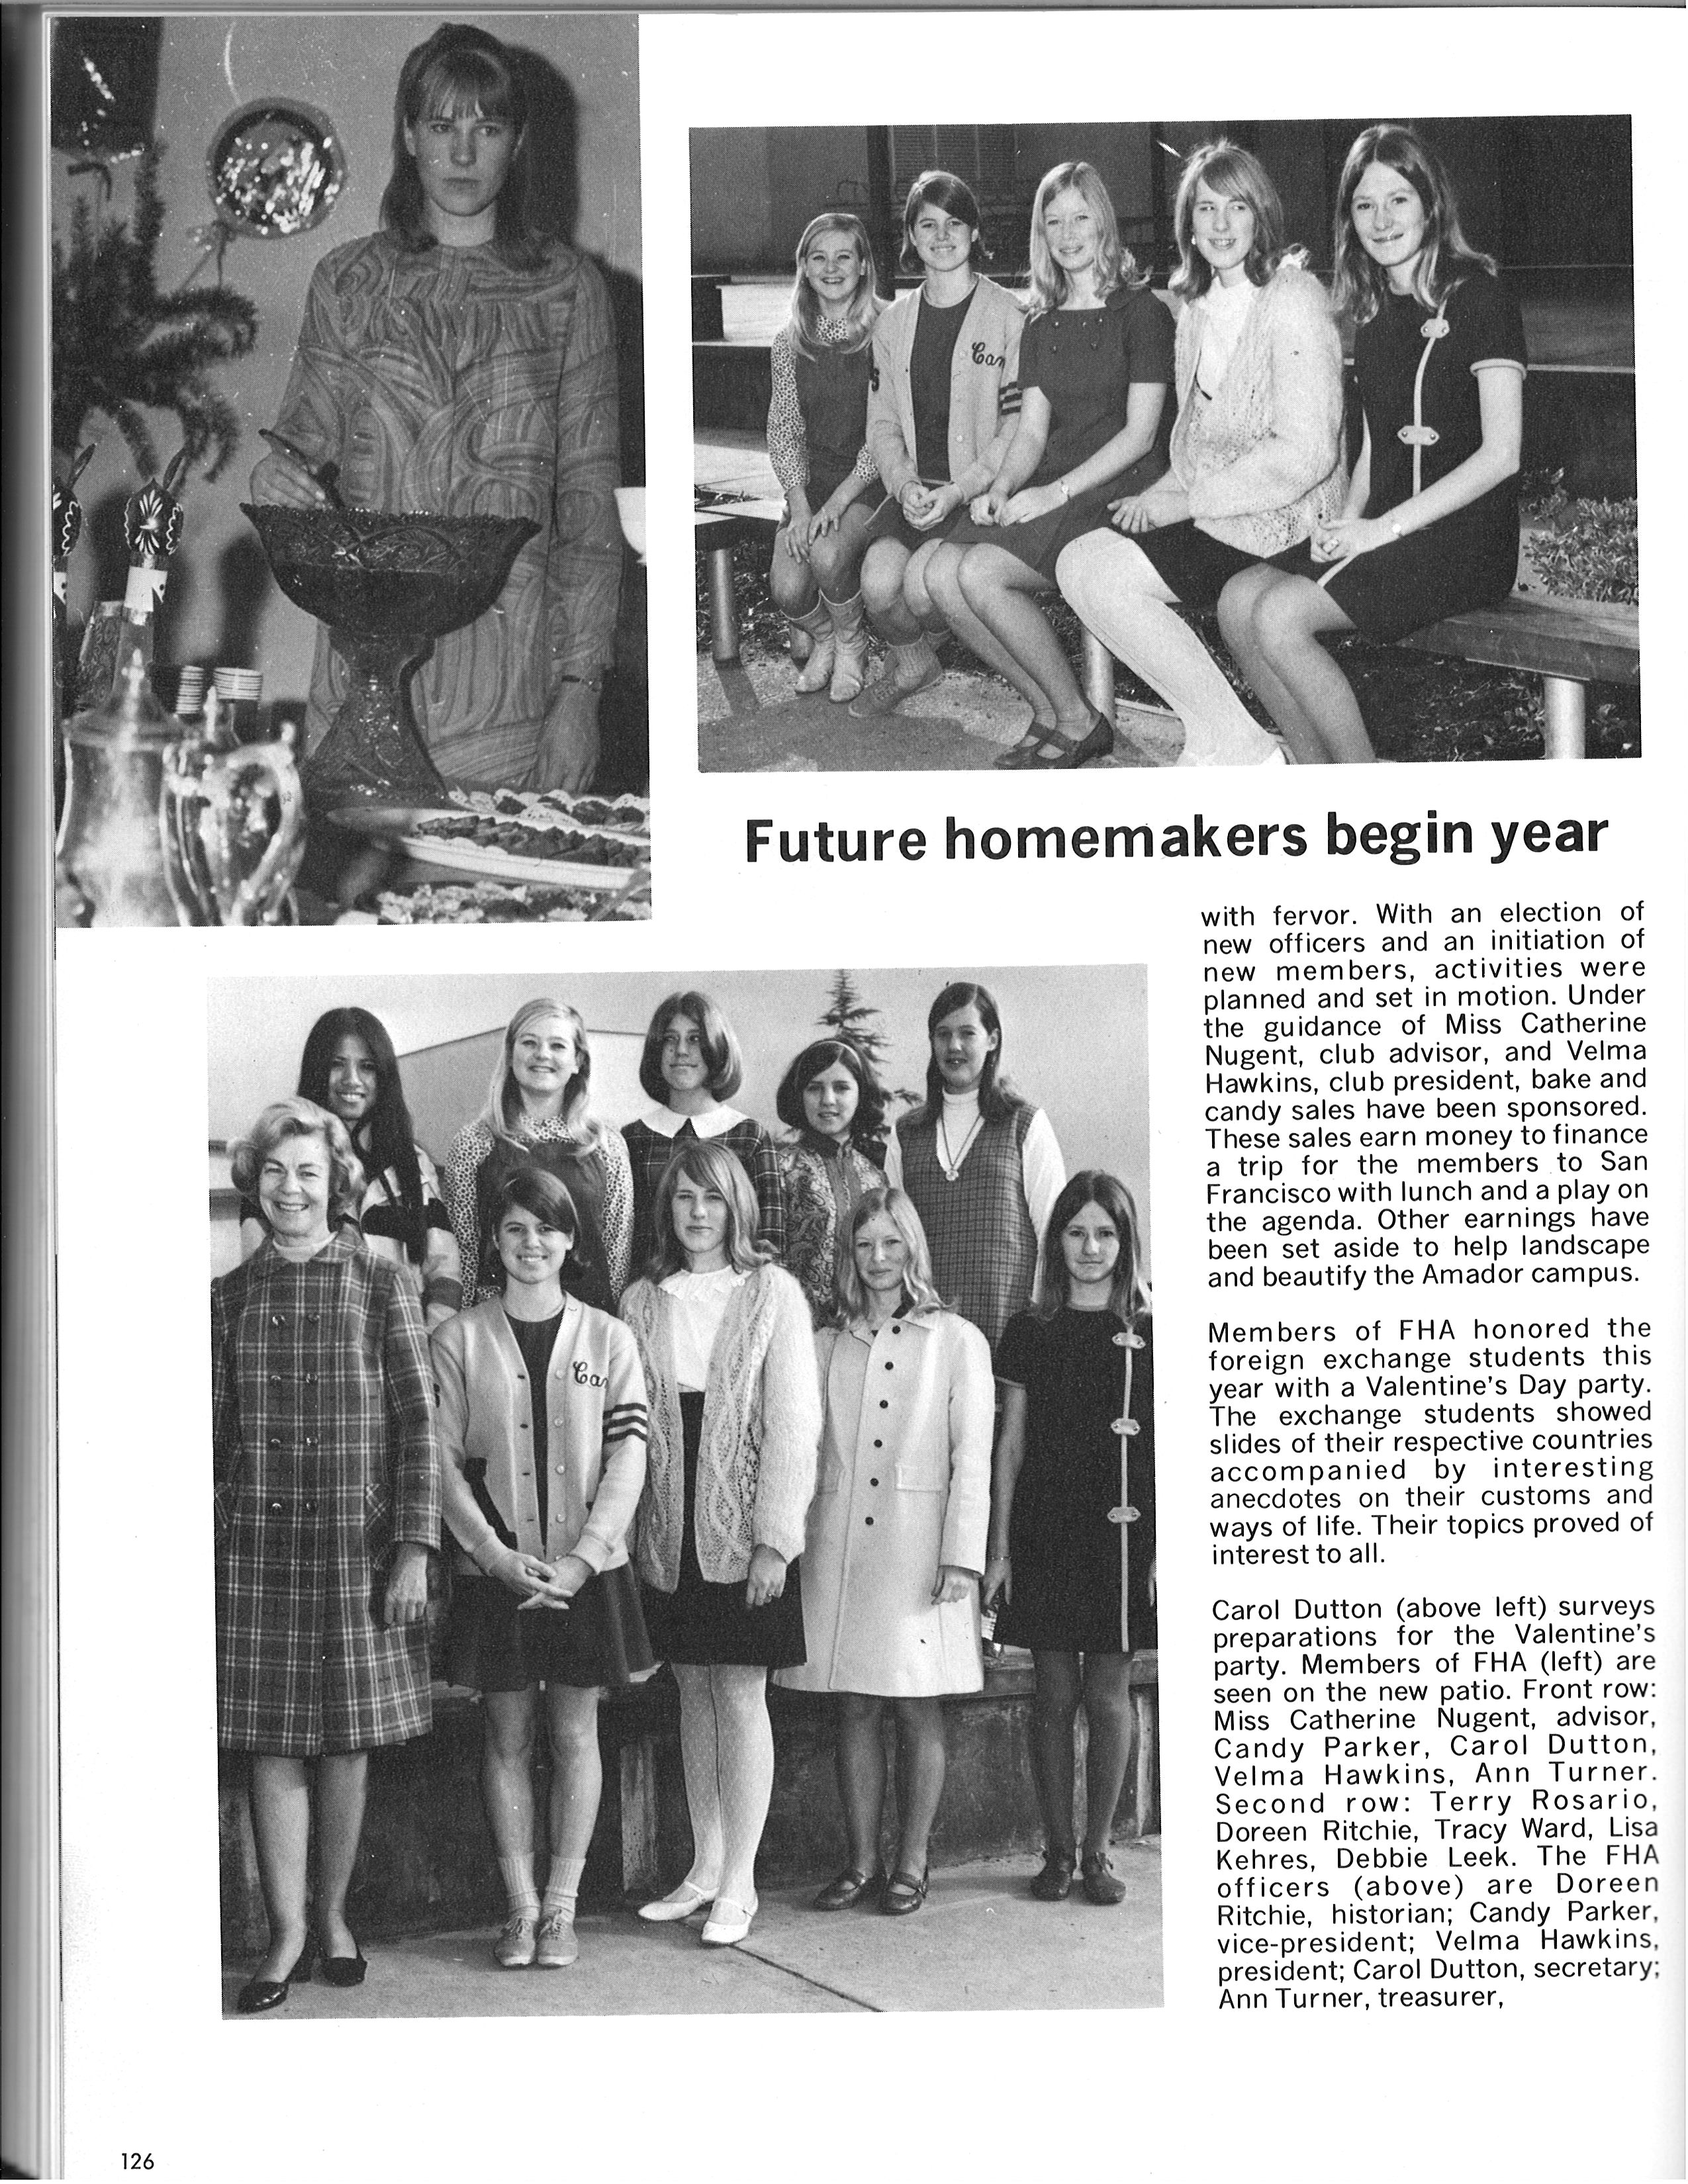 Can
Future homemakers begin year
with fervor. With an election of
new officers and an initiation of
new members, activities were
planned and set in motion. Under
the guidance of Miss Catherine
Nugent, club advisor, and Velma
Hawkins, club president, bake and
candy sales have been sponsored.
These sales earn money to finance
a trip for the members to San
Francisco with lunch and a play on
the agenda. Other earnings have
been set aside to help landscape
and beautify the Amador campus.
Members of FHA honored the
foreign exchange students this
year with a Valentine's Day party.
The exchange students showed
slides of their respective countries
accompanied by interesting
anecdotes on their customs and
ways of life. Their topics proved of
interest to all.
Carol Dutton (above left) surveys
preparations for the Valentine's
party. Members of FHA (left) are
seen on the new patio. Front row:
Miss Catherine Nugent, advisor,
Candy Parker, Carol Dutton,
Velma Hawkins, Ann Turner.
Second row: Terry Rosario,
Doreen Ritchie, Tracy Ward, Lisa
Kehres, Debbie Leek. The FHA
officers (above) are Doreen
Ritchie, historian; Candy Parker,
vice-president; Velma Hawkins,
president; Carol Dutton, secretary;
Ann Turner, treasurer,
Can
126